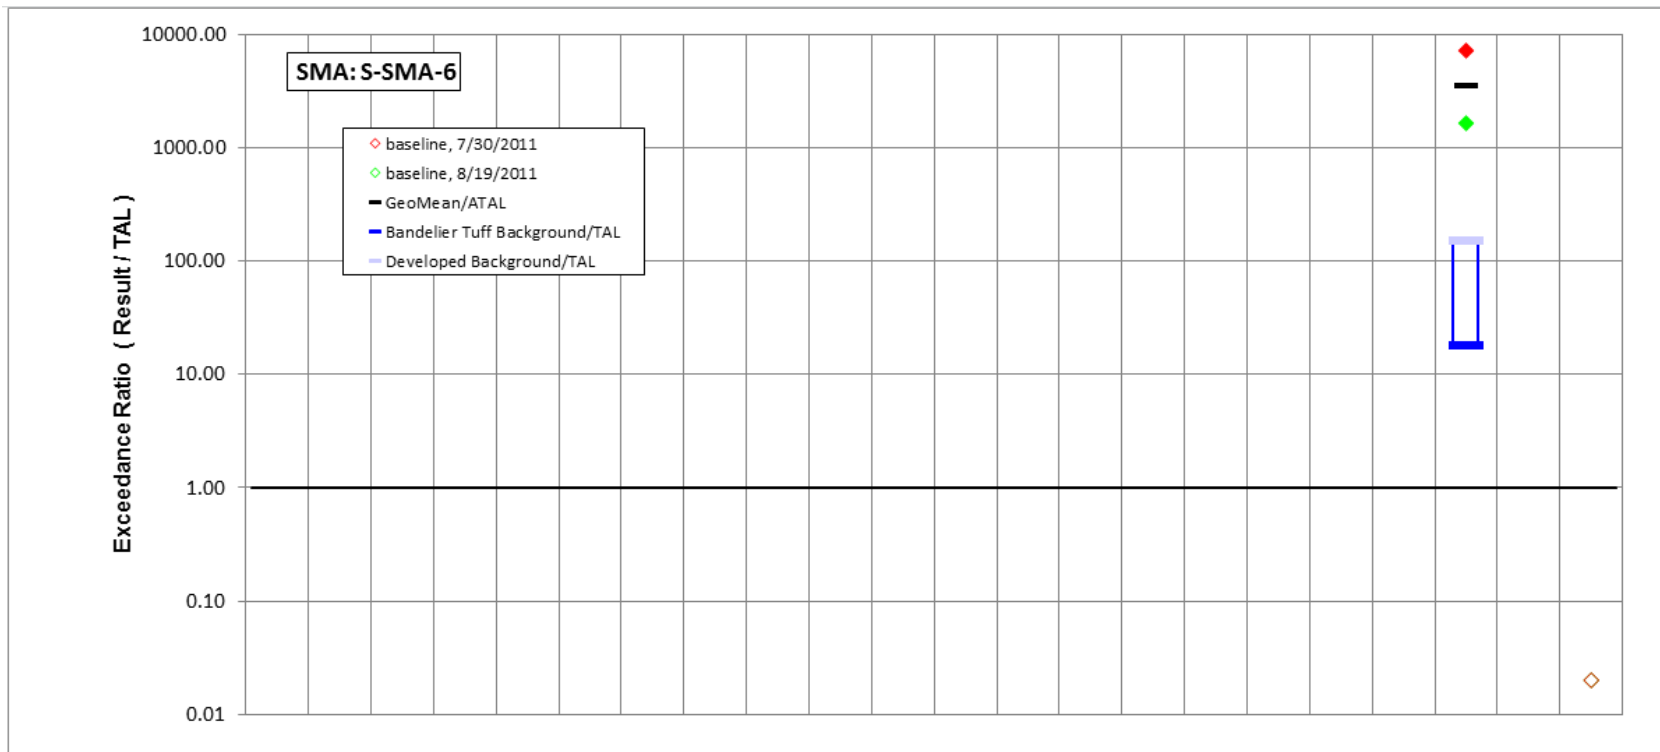 10000.00
SMA: S-SMA-6
baseline, 7/30/2011
1000.00
baseline, 8/19/2011
GeoMean/ATAL
Bandelier Tuff Background/TAL
100.00
Developed Background/TAL
Exceedance Ratio ( Result / TAL )
10.00
1.00
0.10
0.01